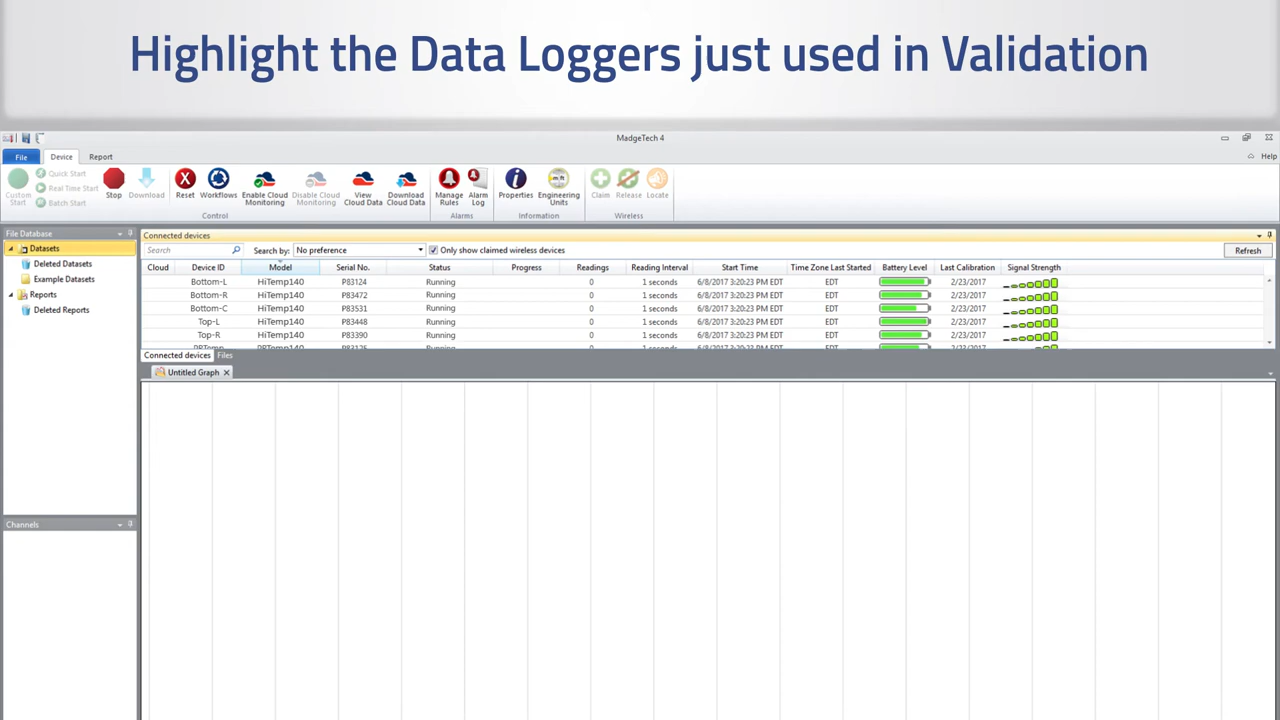 Highlight the Data Loggers just used in Validation
MadgeTech 4
File Device Report Help
Custom Start Quick Start Real Time Start Batch Start Stop Download Reset Workflows Enable Cloud Monitoring Disable Cloud Monitoring View Cloud Data Download Cloud Data Manage Rules Alarm Log Properties Engineering Units Claim Release Locate
Control Alarms Information Wireless
File Database
Datasets
Deleted Datasets
Example Datasets
Reports
Deleted Reports
Channels
Connected devices
Search Search by: No preference Only show claimed wireless devices Refresh
Cloud Device ID Model Serial No. Status Progress Readings Reading Interval Start Time Time Zone Last Started Battery Level Last Calibration Signal Strength
Bottom-L HiTemp140 P83124 Running 0 1 seconds 6/8/2017 3:20:23 PM EDT EDT 2/23/2017
Bottom-R HiTemp140 P83472 Running 0 1 seconds 6/8/2017 3:20:23 PM EDT EDT 2/23/2017
Bottom-C HiTemp140 P83531 Running 0 1 seconds 6/8/2017 3:20:23 PM EDT EDT 2/23/2017
Top-L HiTemp140 P83448 Running 0 1 seconds 6/8/2017 3:20:23 PM EDT EDT 2/23/2017
Top-R HiTemp140 P83390 Running 0 1 seconds 6/8/2017 3:20:23 PM EDT EDT 2/23/2017
Connected devices Files
Untitled Graph